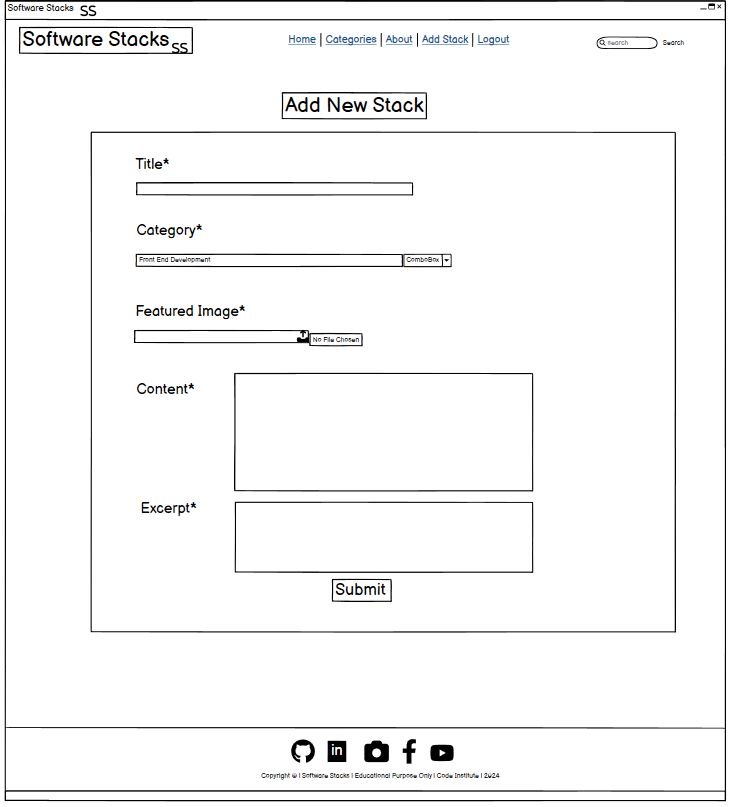 Software Stacks SS
Software Stacks SS
Home | Categories | About | Add Stack | Logout
search Search
Add New Stack
Title*
Category*
Front End Development ComboBox
Featured Image*
No File Chosen
Content*
Excerpt*
Submit
in
Copyright © | Software Stacks | Educational Purpose Only | Code Institute | 2024